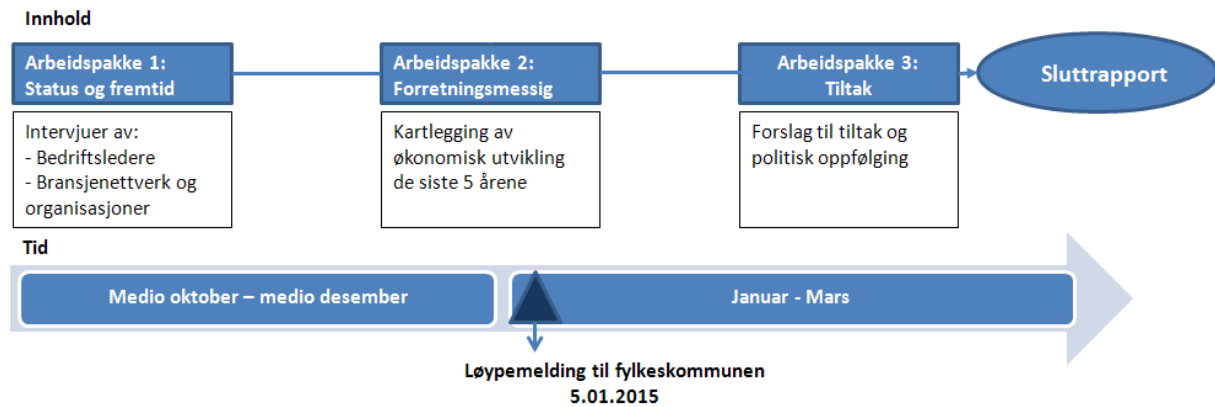 Innhold
Arbeidspakke 1:
Status og fremtid
Arbeidspakke 2:
Forretningsmessig
Arbeidspakke 3:
Tiltak
Sluttrapport
Intervjuer av:
- Bedriftsledere
- Bransjenettverk og
organisasjoner
Kartlegging av
økonomisk utvikling
de siste 5 årene
Forslag til tiltak og
politisk oppfølging
Tid
Medio oktober – medio desember
Januar - Mars
Løypemelding til fylkeskommunen
5.01.2015